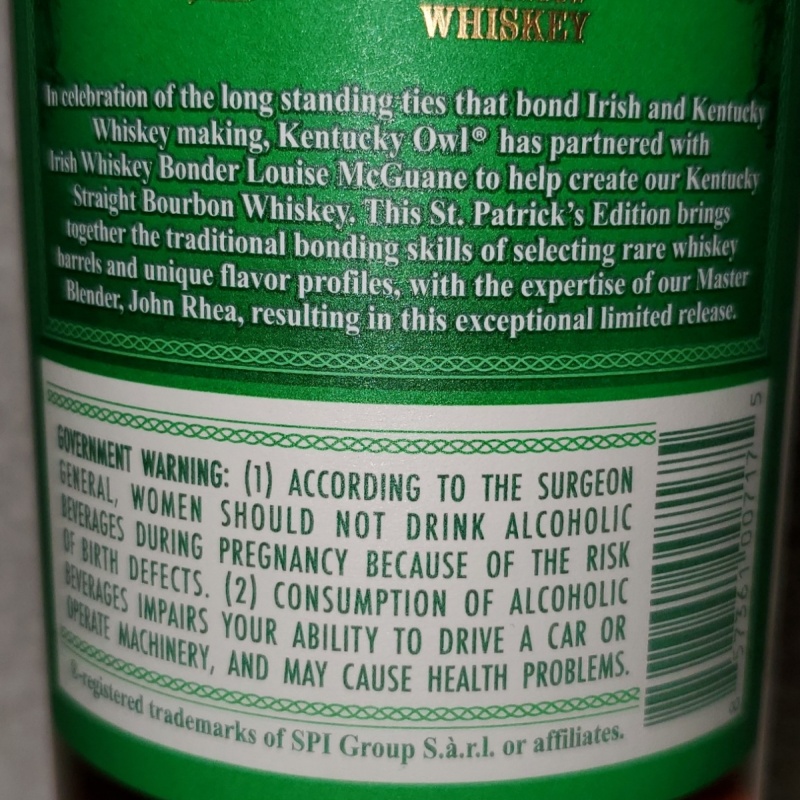 WHISKEY
In celebration of the long standing ties that bond Irish and Kentucky
Whiskey making, Kentucky Owl® has partnered with
Irish Whiskey Bonder Louise McGuane to help create our Kentucky
Straight Bourbon Whiskey. This St. Patrick's Edition brings
together the traditional bonding skills of selecting rare whiskey
barrels and unique flavor profiles, with the expertise of our Master
Blender, John Rhea, resulting in this exceptional limited release.
GOVERNMENT WARNING: (1) ACCORDING TO THE SURGEON
GENERAL, WOMEN SHOULD NOT DRINK ALCOHOLIC
BEVERAGES DURING PREGNANCY BECAUSE OF THE RISK
OF BIRTH DEFECTS. (2) CONSUMPTION OF ALCOHOLIC
BEVERAGES IMPAIRS YOUR ABILITY TO DRIVE A CAR OR
OPERATE MACHINERY, AND MAY CAUSE HEALTH PROBLEMS.
®-registered trademarks of SPI Group S.à.r.l. or affiliates.